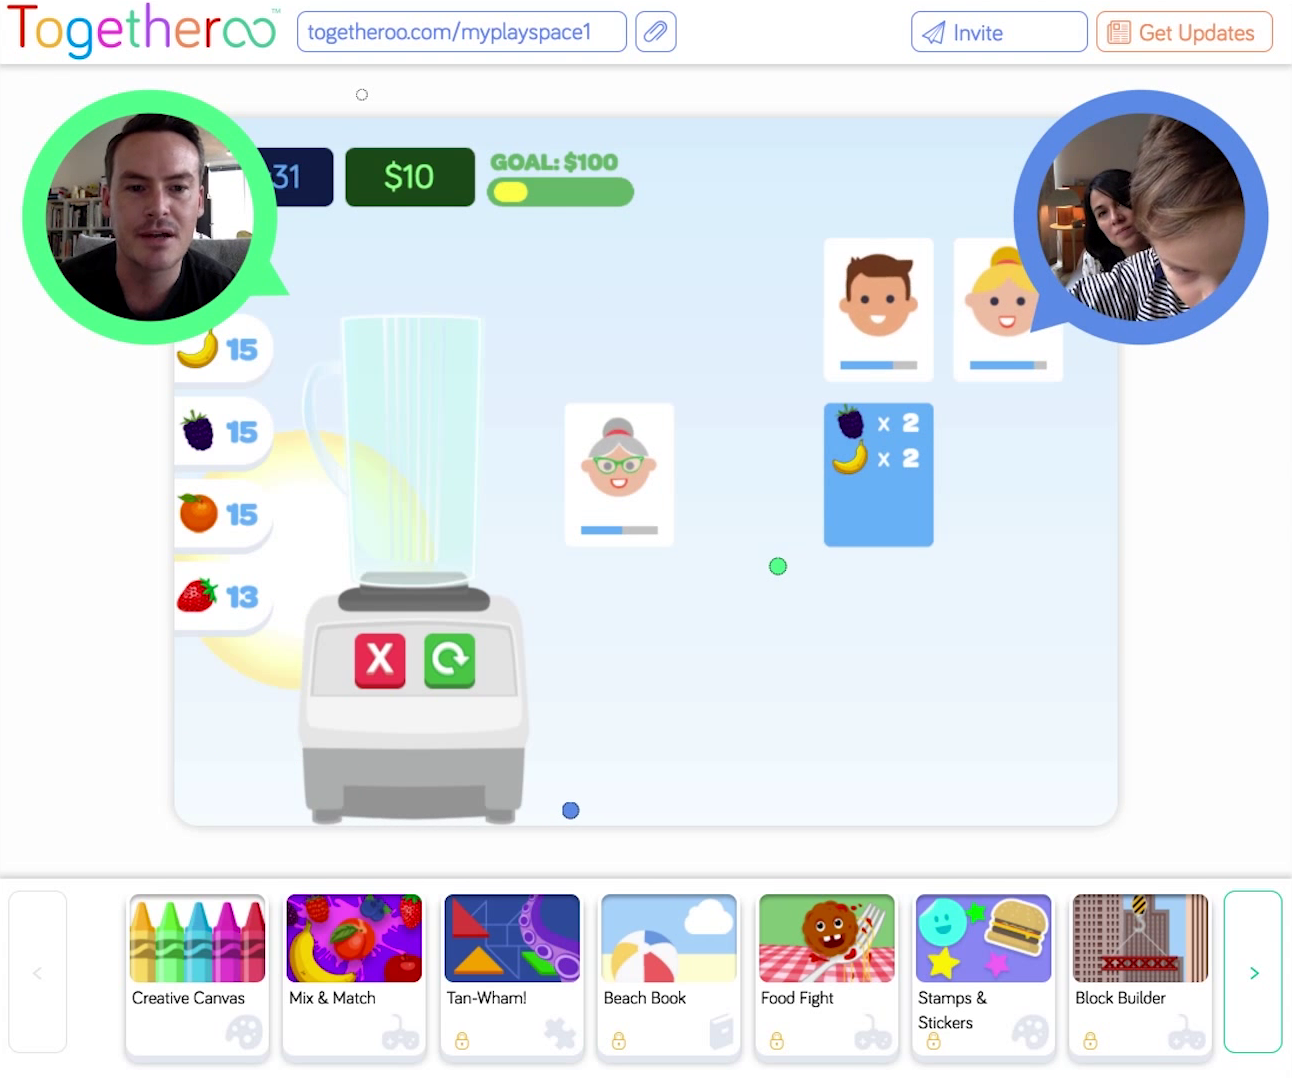 Togetheroo™
togetheroo.com/myplayspace1
Invite
Get Updates
31
$10
GOAL: $100
15
15
15
13
x 2
x 2
X
Creative Canvas
Mix & Match
Tan-Wham!
Beach Book
Food Fight
Stamps &
Stickers
Block Builder